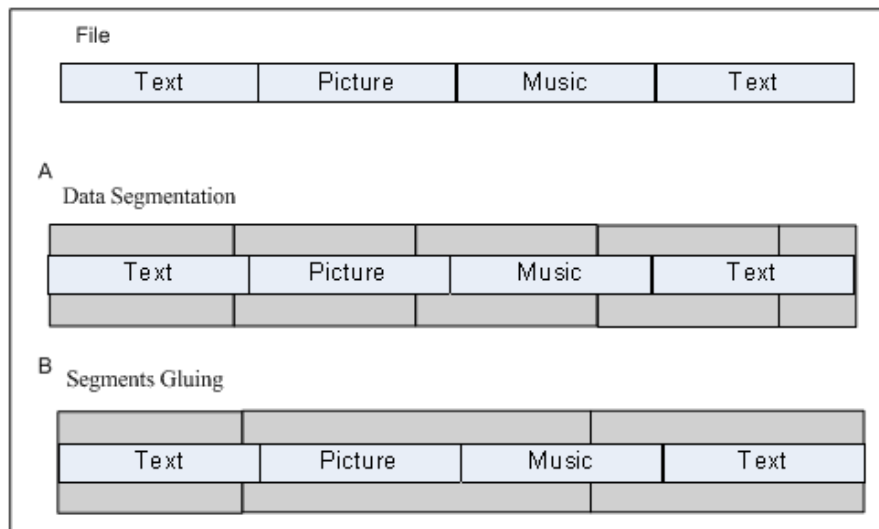 File
Text Picture Music Text
A
Data Segmentation
Text Picture Music Text
B
Segments Gluing
Text Picture Music Text